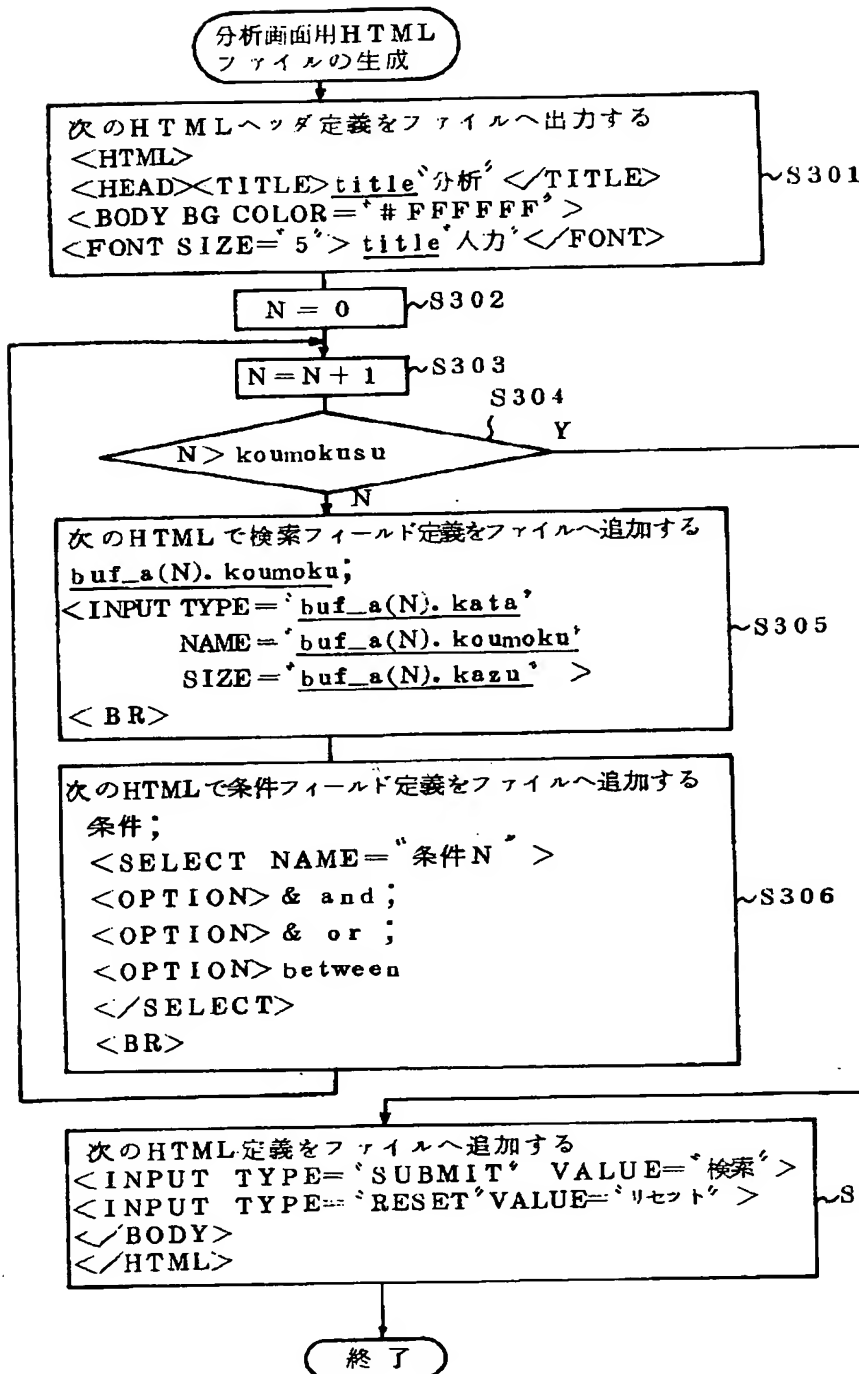 分析画面用HTML
ファイルの生成
次のHTMLヘッダ定義をファイルへ出力する
<HTML>
<HEAD><TITLE>title"分析"</TITLE>
<BODY BG COLOR="#FFFFFF">
<FONT SIZE="5">title"人力"</FONT>
~S301
N=0
~S302
N=N+1
~S303
S304
N>koumokusu
Y
N
次のHTMLで検索フィールド定義をファイルへ追加する
buf_a(N).koumoku;
<INPUT TYPE="buf_a(N).kata"
NAME="buf_a(N).koumoku"
SIZE="buf_a(N).kazu" >
<BR>
~S305
次のHTMLで条件フィールド定義をファイルへ追加する
条件;
<SELECT NAME="条件N">
<OPTION>& and;
<OPTION>& or ;
<OPTION>between
</SELECT>
<BR>
~S306
次のHTML定義をファイルへ追加する
<INPUT TYPE="SUBMIT" VALUE="検索">
<INPUT TYPE="RESET"VALUE="リセット" >
</BODY>
</HTML>
~S
終了